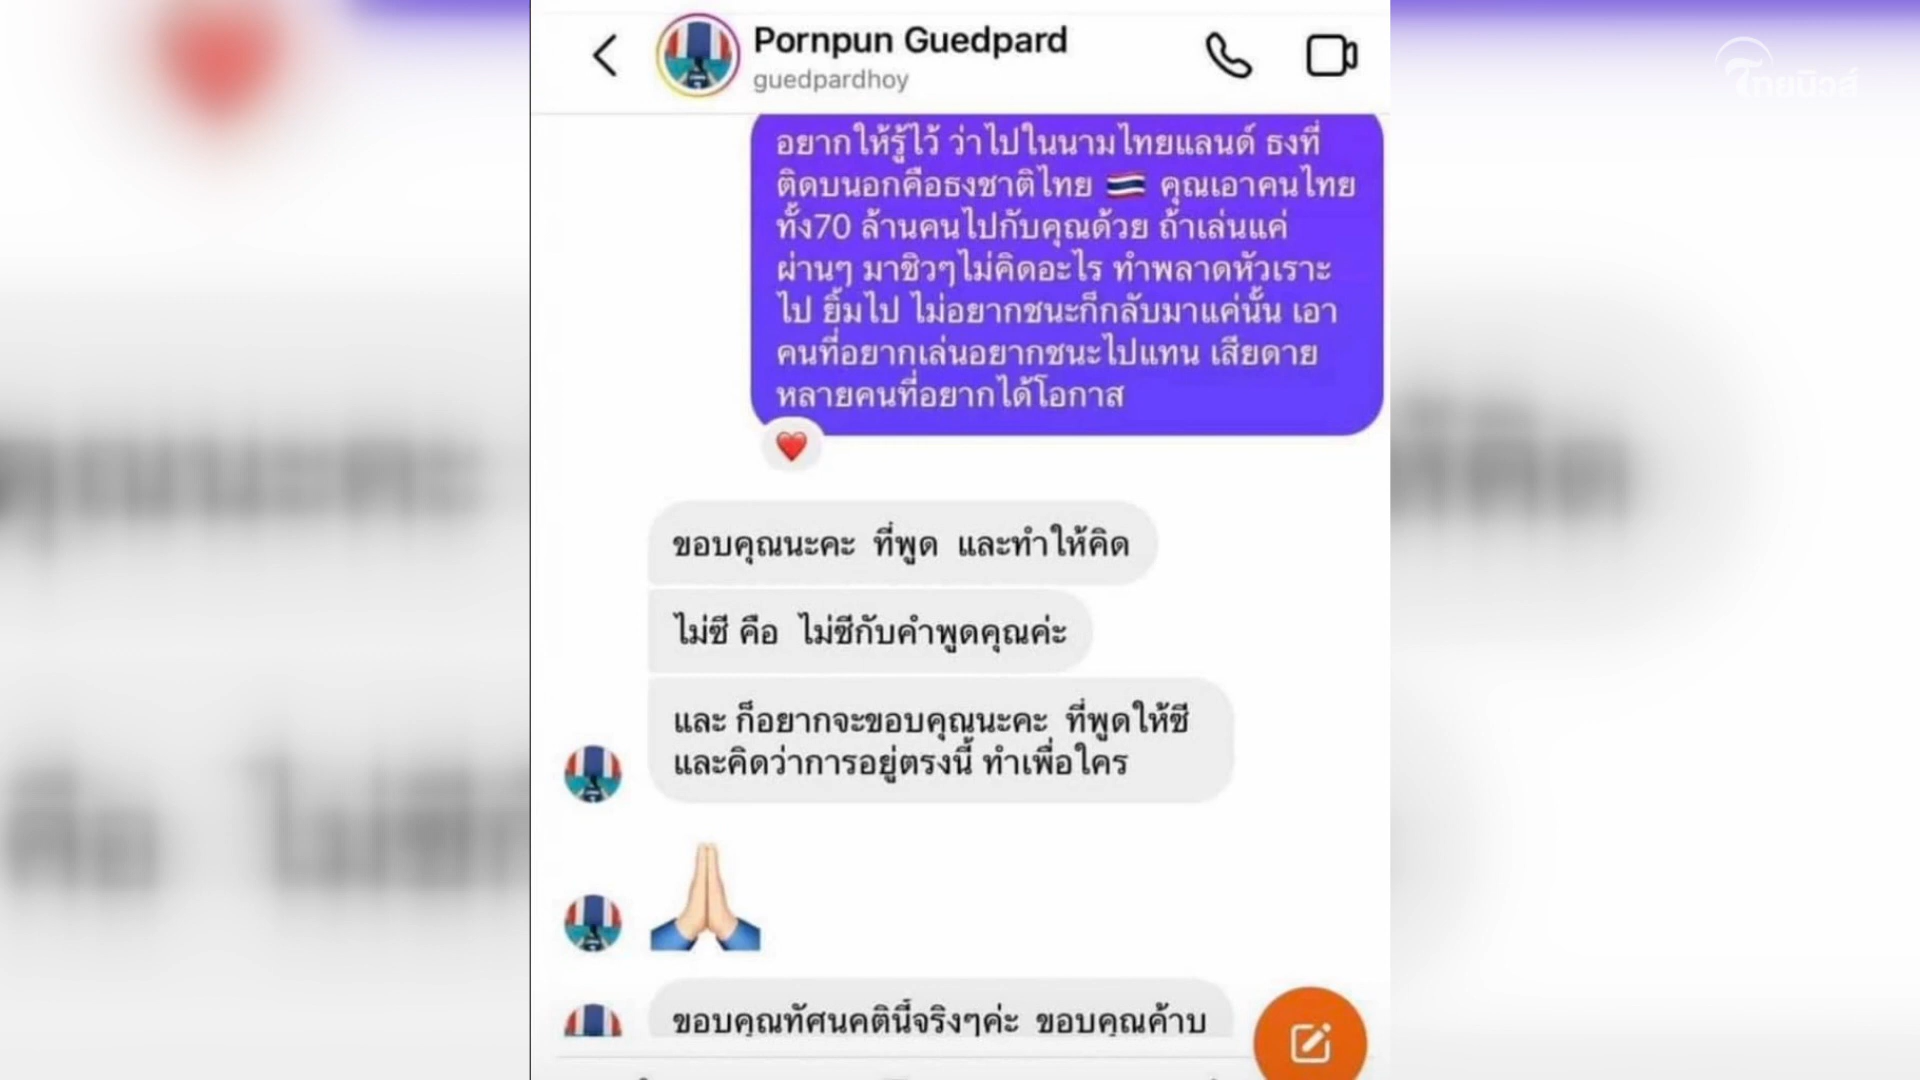 Pornpun Guedpard
guedpardhoy
ไทยนิวส์
อยากให้รู้ไว้ ว่าไปในนามไทยแลนด์ ธงที่
ติดบนอกคือธงชาติไทย 🇹🇭 คุณเอาคนไทย
ทั้ง70 ล้านคนไปกับคุณด้วย ถ้าเล่นแค่
ผ่านๆ มาชิวๆไม่คิดอะไร ทำพลาดหัวเราะ
ไป ยิ้มไป ไม่อยากชนะก็กลับมาแค่นั้น เอา
คนที่อยากเล่นอยากชนะไปแทน เสียดาย
หลายคนที่อยากได้โอกาส
ขอบคุณนะคะ ที่พูด และทำให้คิด
ไม่ซี คือ ไม่ซีกับคำพูดคุณค่ะ
และ ก็อยากจะขอบคุณนะคะ ที่พูดให้ซี
และคิดว่าการอยู่ตรงนี้ ทำเพื่อใคร
ขอบคุณทัศนคตินี้จริงๆค่ะ ขอบคุณค้าบ